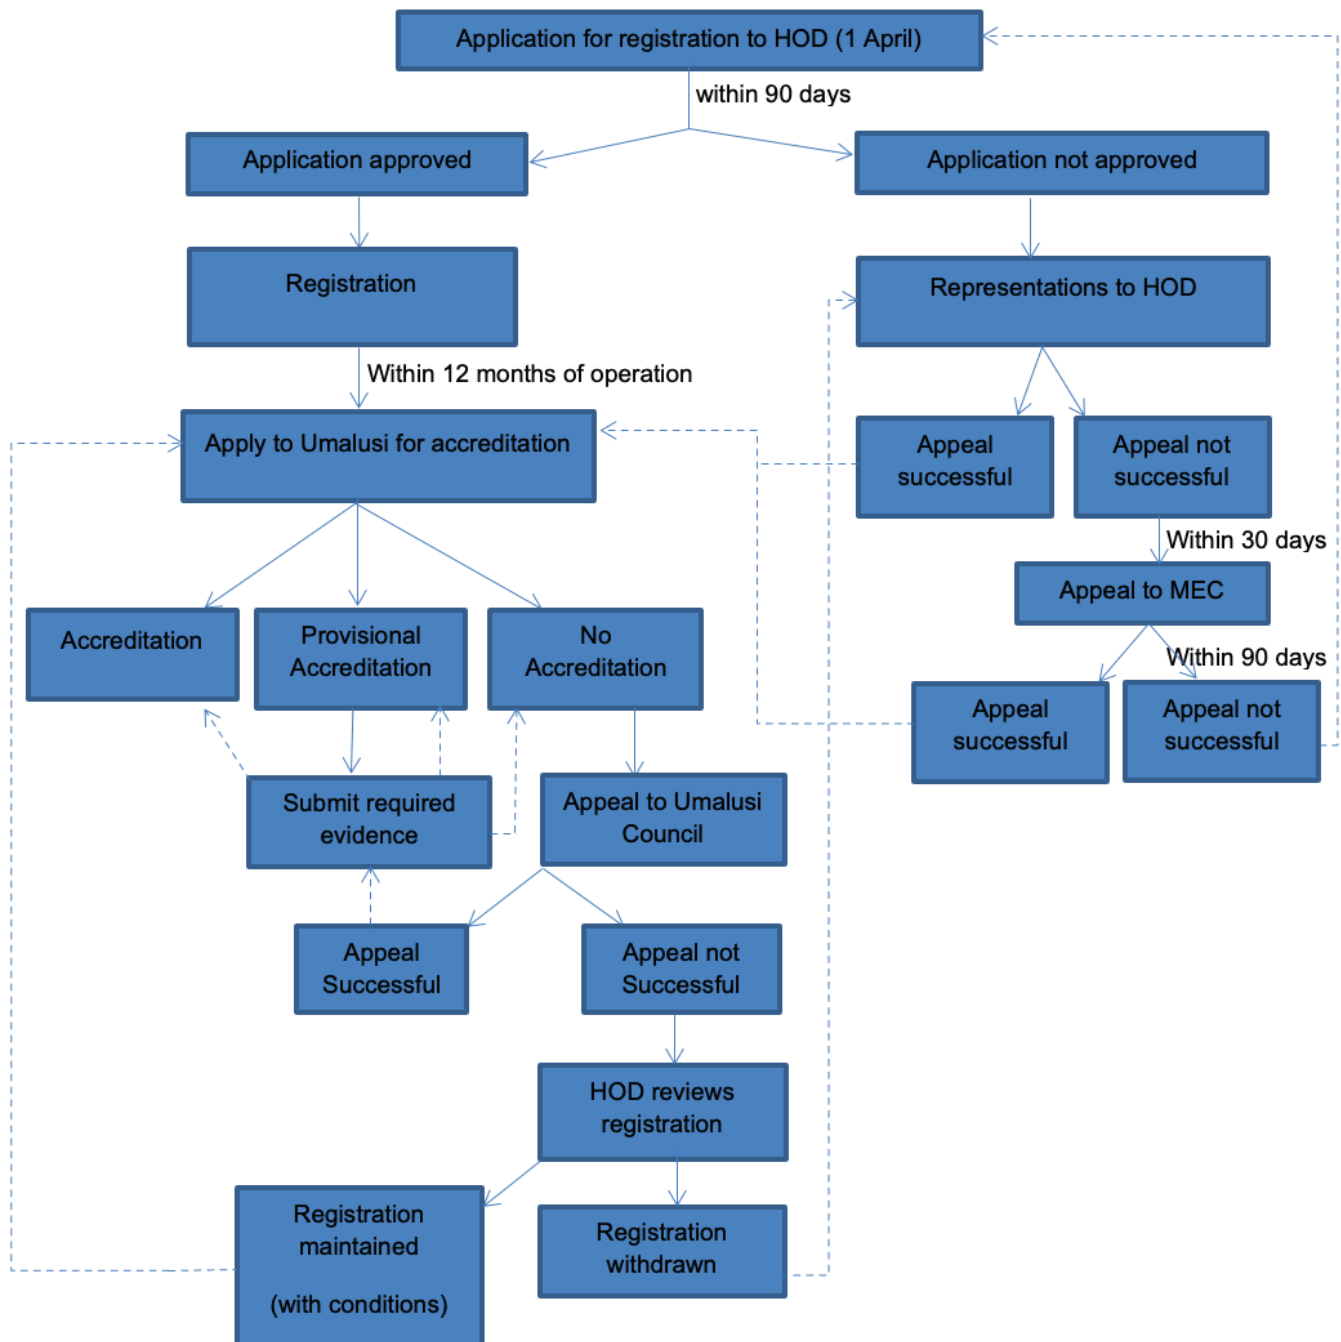 Application for registration to HOD (1 April)
within 90 days
Application approved
Application not approved
Registration
Representations to HOD
Within 12 months of operation
Apply to Umalusi for accreditation
Appeal
successful
Appeal not
successful
Within 30 days
Appeal to MEC
Within 90 days
Accreditation
Provisional
Accreditation
No
Accreditation
Appeal
successful
Appeal not
successful
Submit required
evidence
Appeal to Umalusi
Council
Appeal
Successful
Appeal not
Successful
HOD reviews
registration
Registration
maintained
(with conditions)
Registration
withdrawn